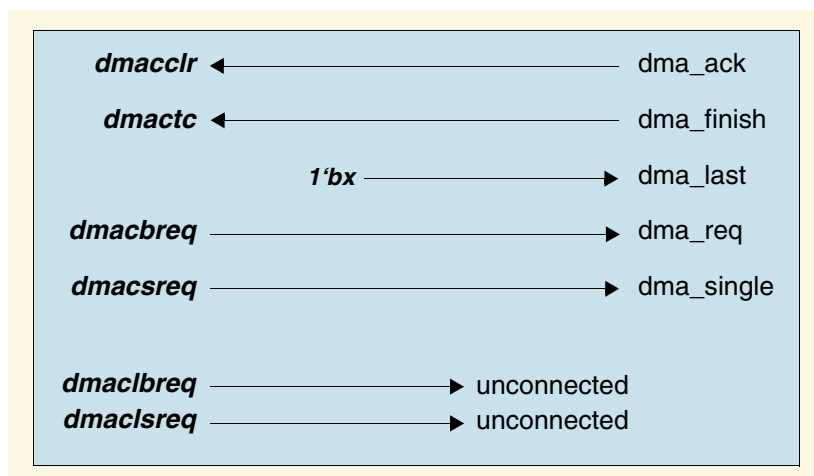 dmacclr dma_ack
dmactc dma_finish
1‘bx dma_last
dmacbreq dma_req
dmacsreq dma_single
dmaclbreq unconnected
dmaclsreq unconnected